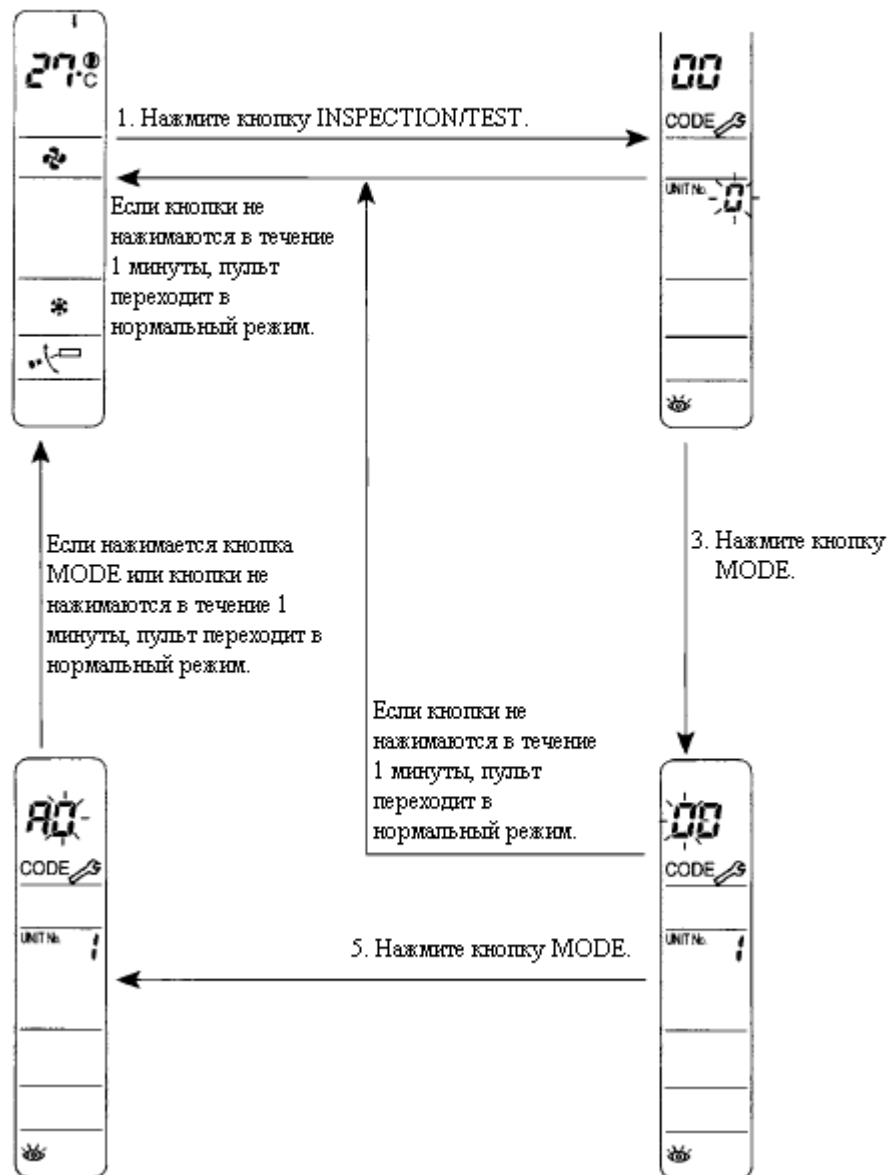 27.°C
1. Нажмите кнопку INSPECTION/TEST.
00
CODE
UNIT No. 0
Если кнопки не
нажимаются в течение
1 минуты, пульт
переходит в
нормальный режим.
3. Нажмите кнопку
MODE.
Если нажимается кнопка
MODE или кнопки не
нажимаются в течение 1
минуты, пульт переходит в
нормальный режим.
Если кнопки не
нажимаются в течение
1 минуты, пульт
переходит в
нормальный режим.
A0
CODE
UNIT No. 1
5. Нажмите кнопку MODE.
00
CODE
UNIT No. 1